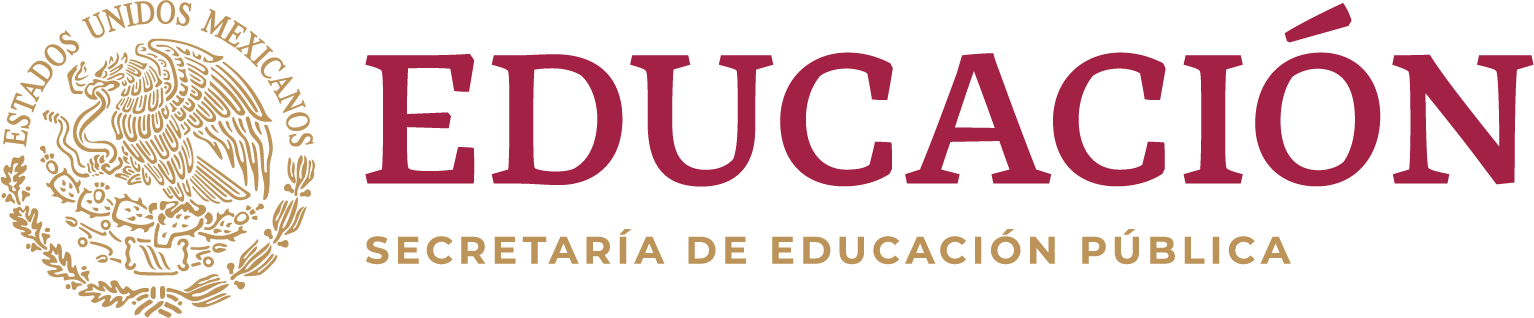 ESTADOS UNIDOS MEXICANOS
EDUCACIÓN
SECRETARÍA DE EDUCACIÓN PÚBLICA